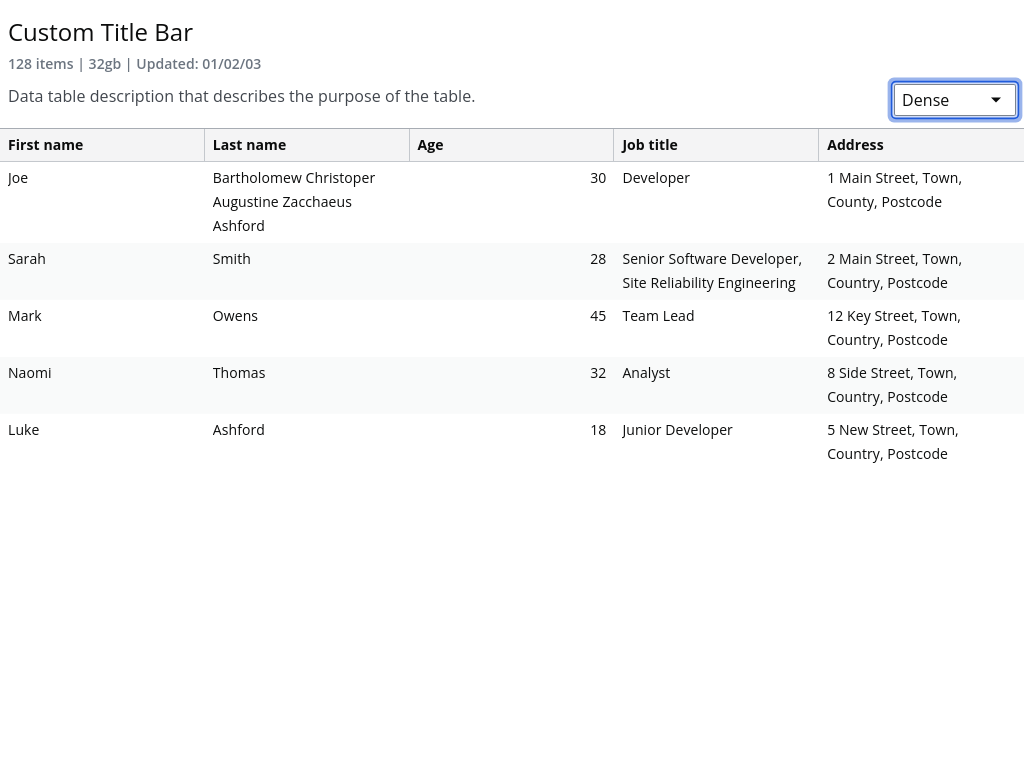 Custom Title Bar
128 items | 32gb | Updated: 01/02/03
Data table description that describes the purpose of the table.
Dense
First name Last name Age Job title Address
Joe Bartholomew Christoper 30 Developer 1 Main Street, Town,
Augustine Zacchaeus County, Postcode
Ashford
Sarah Smith 28 Senior Software Developer, 2 Main Street, Town,
Site Reliability Engineering Country, Postcode
Mark Owens 45 Team Lead 12 Key Street, Town,
Country, Postcode
Naomi Thomas 32 Analyst 8 Side Street, Town,
Country, Postcode
Luke Ashford 18 Junior Developer 5 New Street, Town,
Country, Postcode